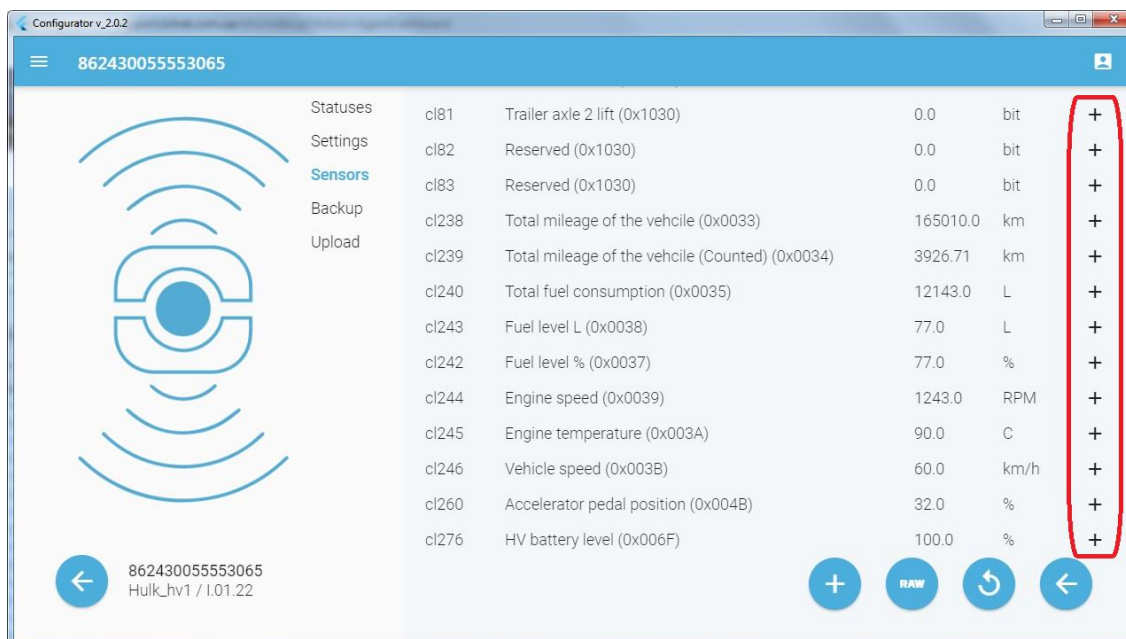 Configurator v_2.0.2
862430055553065
Statuses
Settings
Sensors
Backup
Upload
cl81 Trailer axle 2 lift (0x1030) 0.0 bit +
cl82 Reserved (0x1030) 0.0 bit +
cl83 Reserved (0x1030) 0.0 bit +
cl238 Total mileage of the vehcile (0x0033) 165010.0 km +
cl239 Total mileage of the vehcile (Counted) (0x0034) 3926.71 km +
cl240 Total fuel consumption (0x0035) 12143.0 L +
cl243 Fuel level L (0x0038) 77.0 L +
cl242 Fuel level % (0x0037) 77.0 % +
cl244 Engine speed (0x0039) 1243.0 RPM +
cl245 Engine temperature (0x003A) 90.0 C +
cl246 Vehicle speed (0x003B) 60.0 km/h +
cl260 Accelerator pedal position (0x004B) 32.0 % +
cl276 HV battery level (0x006F) 100.0 % +
862430055553065
Hulk_hv1 / I.01.22
+ RAW